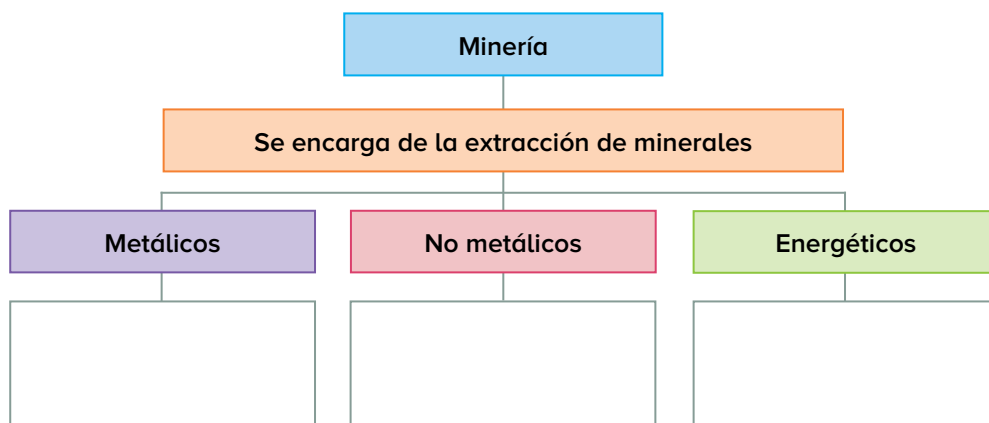 Minería
Se encarga de la extracción de minerales
Metálicos
No metálicos
Energéticos